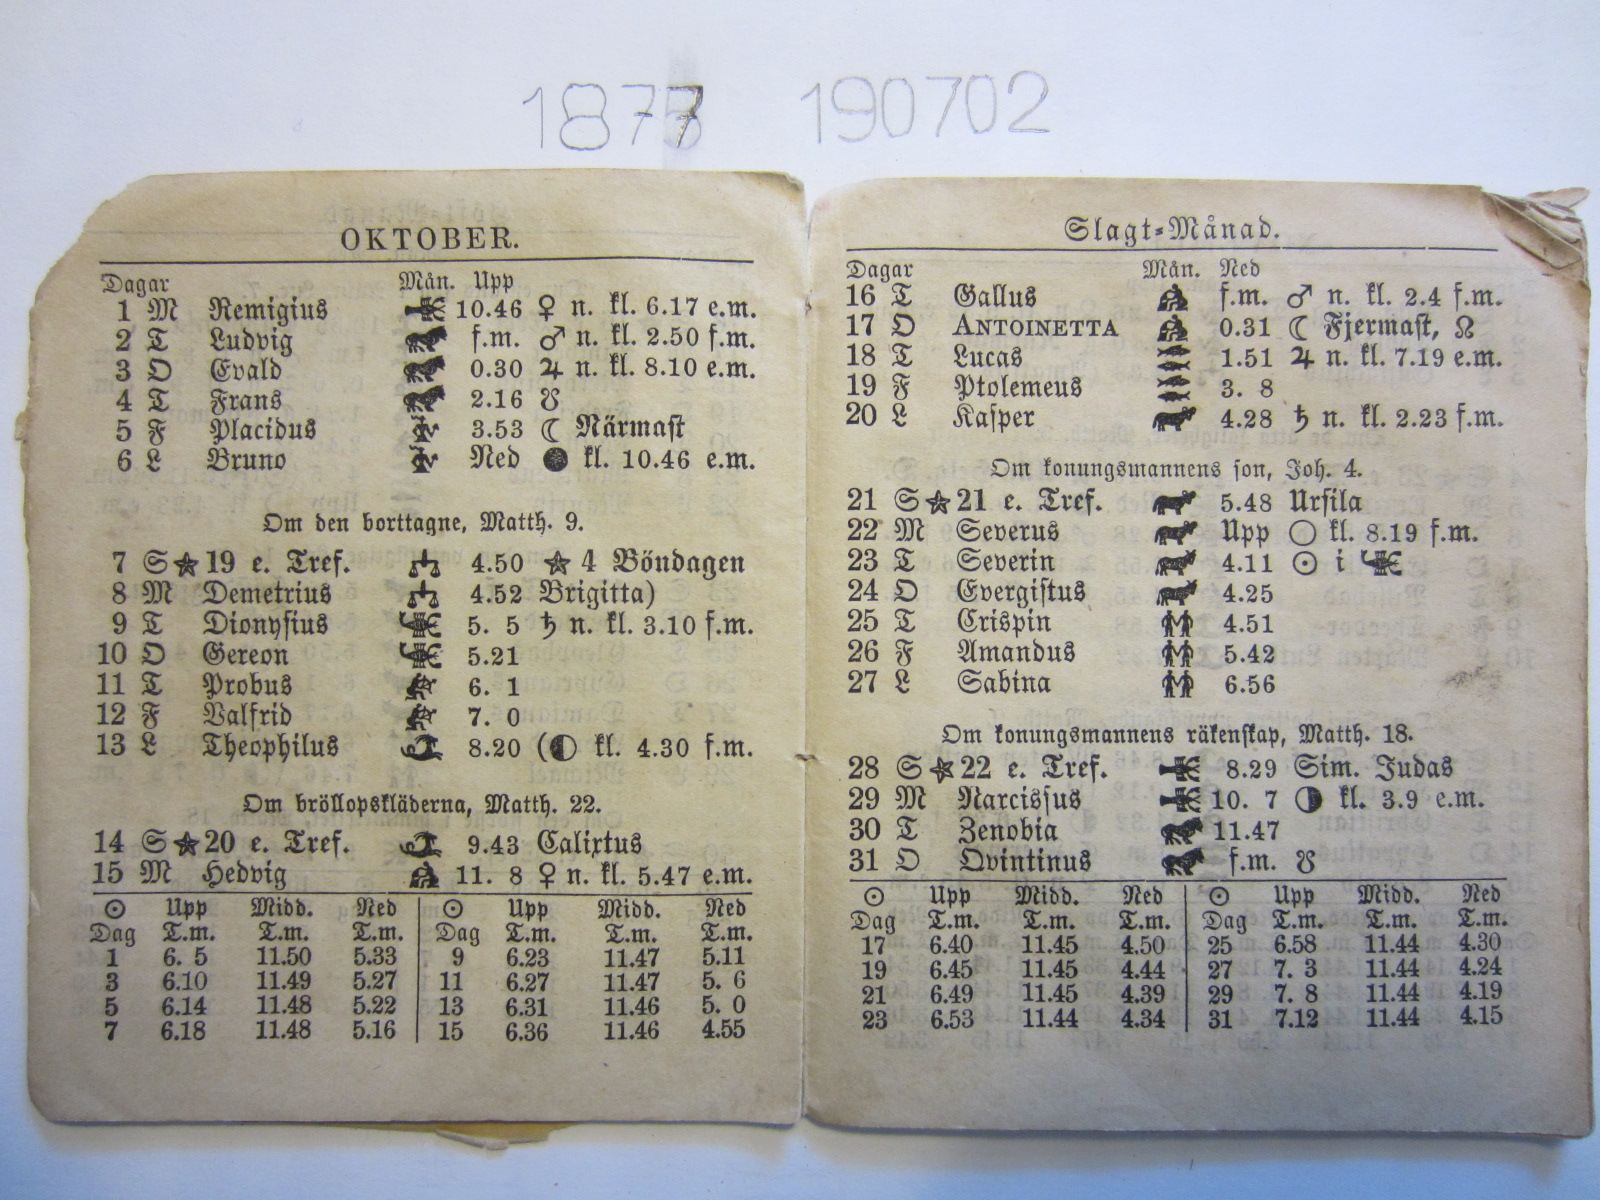 1877 190702
OKTOBER.
Dagar Mån. Upp
1 M Remigius 10.46 ♀ n. kl. 6.17 e.m.
2 T Ludvig f.m. ♂ n. kl. 2.50 f.m.
3 O Evald 0.30 ♃ n. kl. 8.10 e.m.
4 T Frans 2.16 ☋
5 F Placidus 3.53 ☾ Närmast
6 L Bruno Ned ● kl. 10.46 e.m.
Om den borttagne, Matth. 9.
7 S ★ 19 e. Tref. 4.50 ★ 4 Böndagen
8 M Demetrius 4.52 Brigitta)
9 T Dionysius 5. 5 ♄ n. kl. 3.10 f.m.
10 O Gereon 5.21
11 T Probus 6. 1
12 F Valfrid 7. 0
13 L Theophilus 8.20 (◐ kl. 4.30 f.m.
Om bröllopskläderna, Matth. 22.
14 S ★ 20 e. Tref. 9.43 Calixtus
15 M Hedvig 11. 8 ♀ n. kl. 5.47 e.m.
☉ Upp Midd. Ned ☉ Upp Midd. Ned
Dag T.m. T.m. T.m. Dag T.m. T.m. T.m.
1 6. 5 11.50 5.33 9 6.23 11.47 5.11
3 6.10 11.49 5.27 11 6.27 11.47 5. 6
5 6.14 11.48 5.22 13 6.31 11.46 5. 0
7 6.18 11.48 5.16 15 6.36 11.46 4.55
Slagt-Månad.
Dagar Mån. Ned
16 T Gallus f.m. ♂ n. kl. 2.4 f.m.
17 O ANTOINETTA 0.31 ☾ Fjermast, ☊
18 T Lucas 1.51 ♃ n. kl. 7.19 e.m.
19 F Ptolemeus 3. 8
20 L Kasper 4.28 ♄ n. kl. 2.23 f.m.
Om konungsmannens son, Joh. 4.
21 S ★ 21 e. Tref. 5.48 Ursila
22 M Severus Upp ○ kl. 8.19 f.m.
23 T Severin 4.11 ☉ i
24 O Evergistus 4.25
25 T Crispin 4.51
26 F Amandus 5.42
27 L Sabina 6.56
Om konungsmannens räkenskap, Matth. 18.
28 S ★ 22 e. Tref. 8.29 Sim. Judas
29 M Narcissus 10. 7 ◑ kl. 3.9 e.m.
30 T Zenobia 11.47
31 O Qvintinus f.m. ☋
☉ Upp Midd. Ned ☉ Upp Midd. Ned
Dag T.m. T.m. T.m. Dag T.m. T.m. T.m.
17 6.40 11.45 4.50 25 6.58 11.44 4.30
19 6.45 11.45 4.44 27 7. 3 11.44 4.24
21 6.49 11.45 4.39 29 7. 8 11.44 4.19
23 6.53 11.44 4.34 31 7.12 11.44 4.15